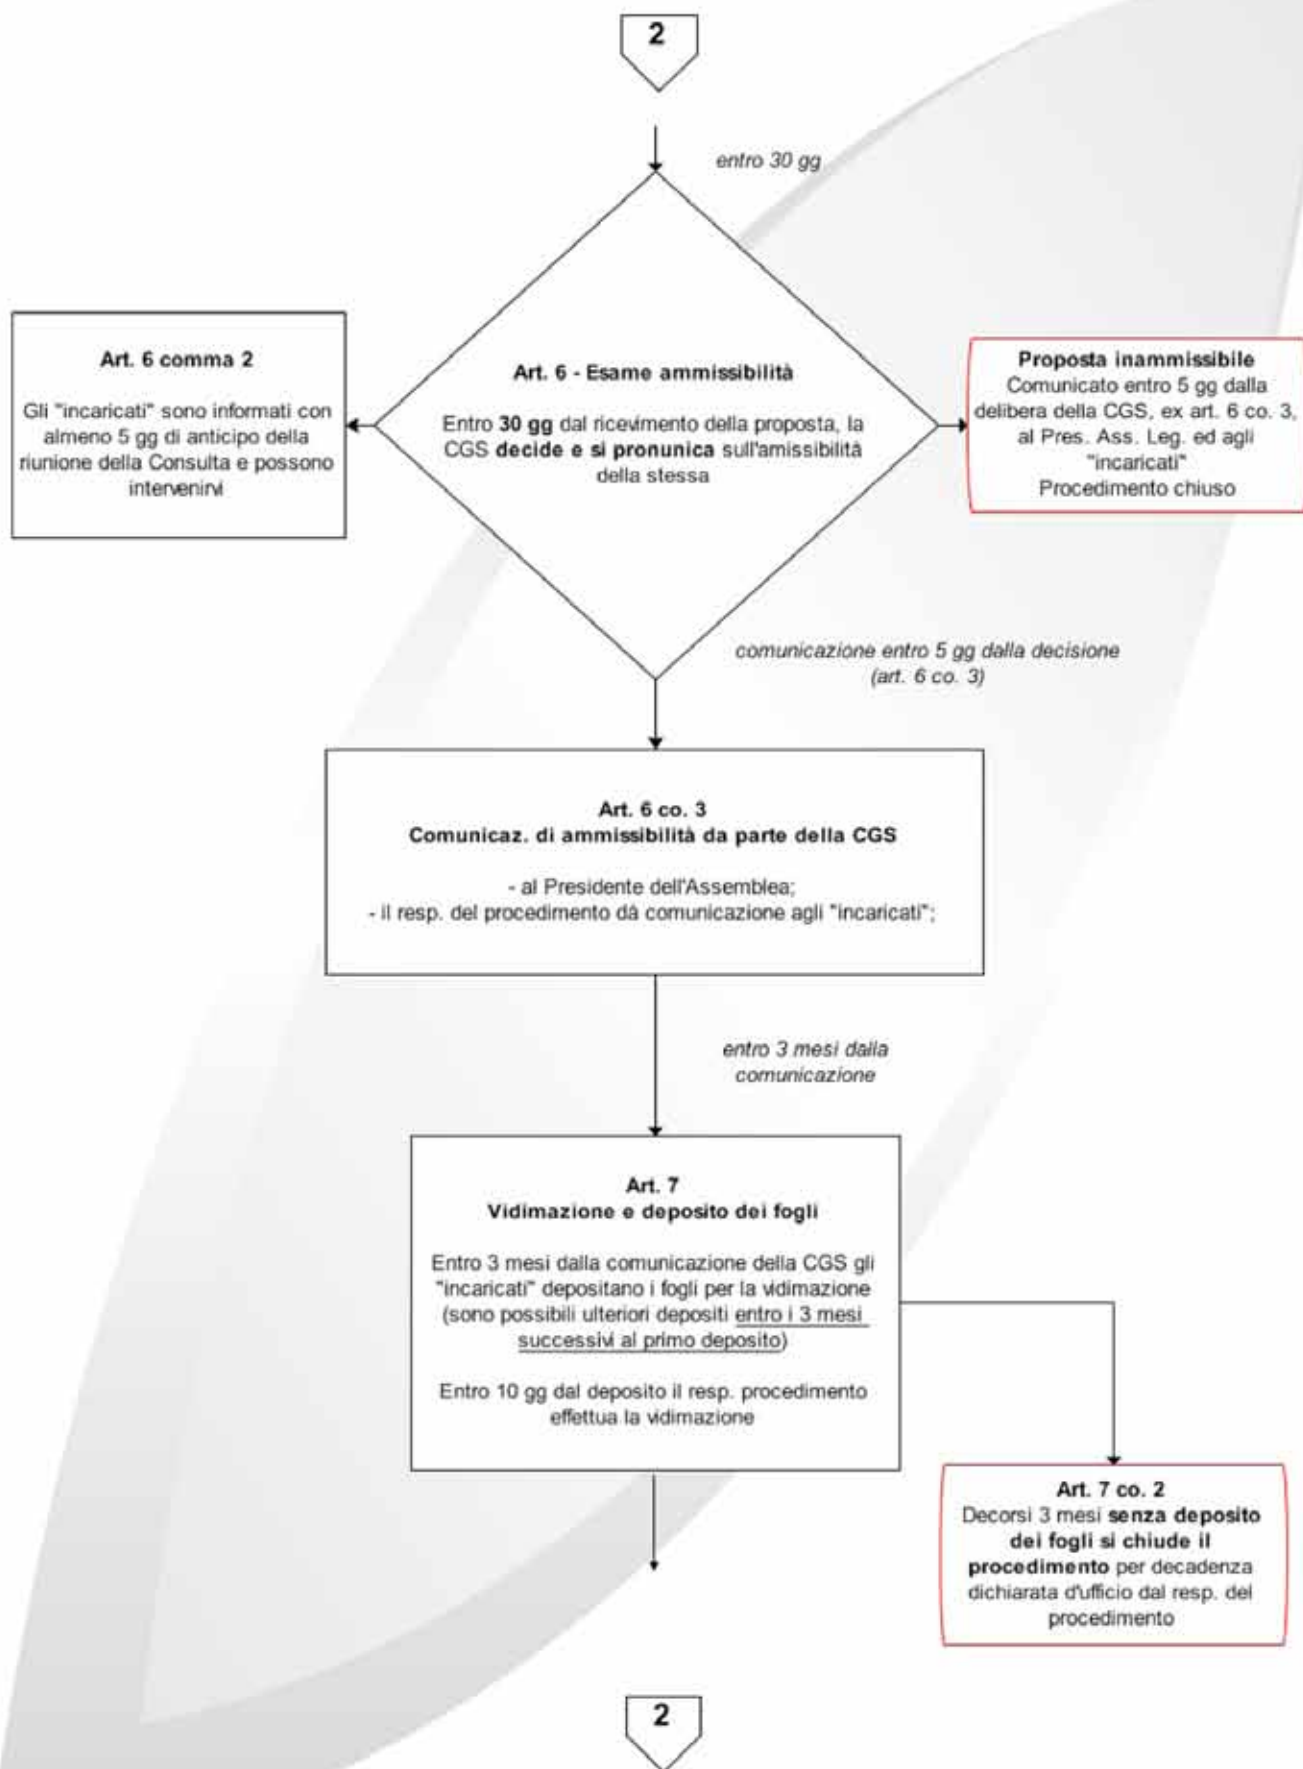 2
entro 30 gg
Art. 6 comma 2
Gli "incaricati" sono informati con
almeno 5 gg di anticipo della
riunione della Consulta e possono
intervenirvi
Art. 6 - Esame ammissibilità
Entro 30 gg dal ricevimento della proposta, la
CGS decide e si pronunica sull'amissibilità
della stessa
Proposta inammissibile
Comunicato entro 5 gg dalla
delibera della CGS, ex art. 6 co. 3,
al Pres. Ass. Leg. ed agli
"incaricati"
Procedimento chiuso
comunicazione entro 5 gg dalla decisione
(art. 6 co. 3)
Art. 6 co. 3
Comunicaz. di ammissibilità da parte della CGS
- al Presidente dell'Assemblea;
- il resp. del procedimento dà comunicazione agli "incaricati";
entro 3 mesi dalla
comunicazione
Art. 7
Vidimazione e deposito dei fogli
Entro 3 mesi dalla comunicazione della CGS gli
"incaricati" depositano i fogli per la vidimazione
(sono possibili ulteriori depositi entro i 3 mesi
successivi al primo deposito)
Entro 10 gg dal deposito il resp. procedimento
effettua la vidimazione
Art. 7 co. 2
Decorsi 3 mesi senza deposito
dei fogli si chiude il
procedimento per decadenza
dichiarata d'ufficio dal resp. del
procedimento
2